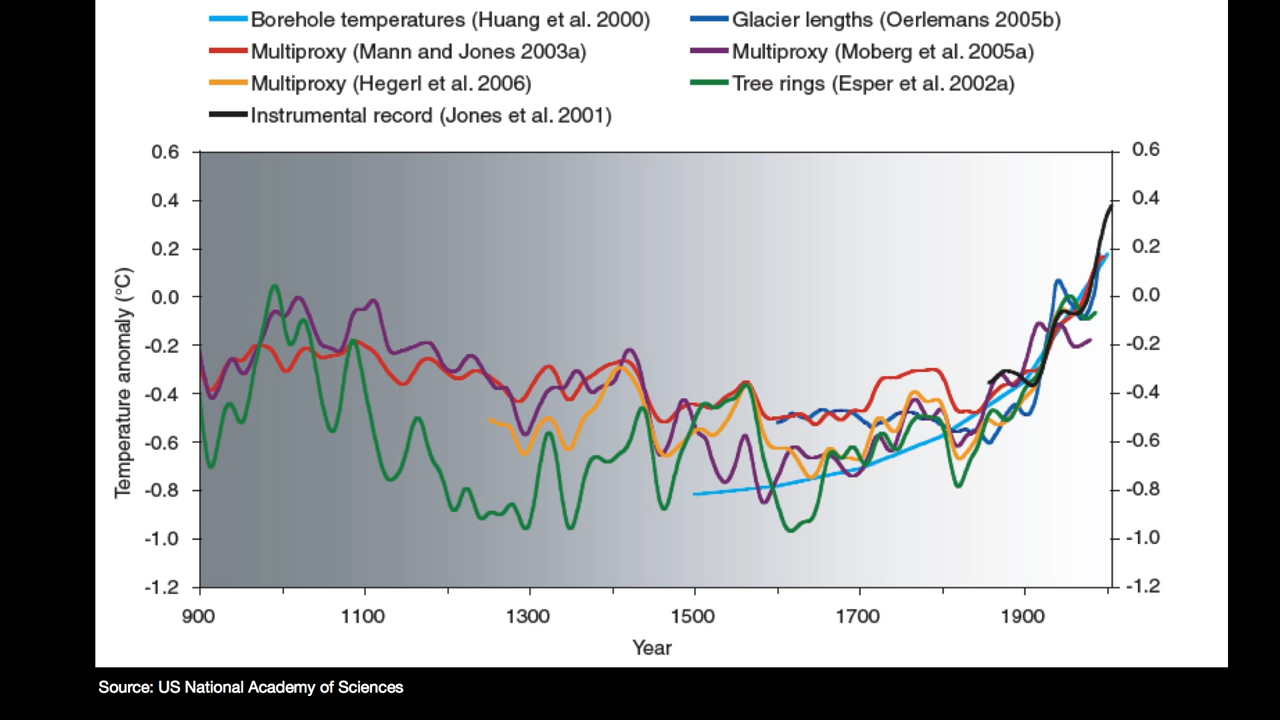 Borehole temperatures (Huang et al. 2000)
Glacier lengths (Oerlemans 2005b)
Multiproxy (Mann and Jones 2003a)
Multiproxy (Moberg et al. 2005a)
Multiproxy (Hegerl et al. 2006)
Tree rings (Esper et al. 2002a)
Instrumental record (Jones et al. 2001)
0.6
0.6
0.4
0.4
0.2
0.2
0.0
0.0
-0.2
-0.2
-0.4
-0.4
-0.6
-0.6
-0.8
-0.8
-1.0
-1.0
-1.2
-1.2
Temperature anomaly (°C)
900 1100 1300 1500 1700 1900
Year
Source: US National Academy of Sciences